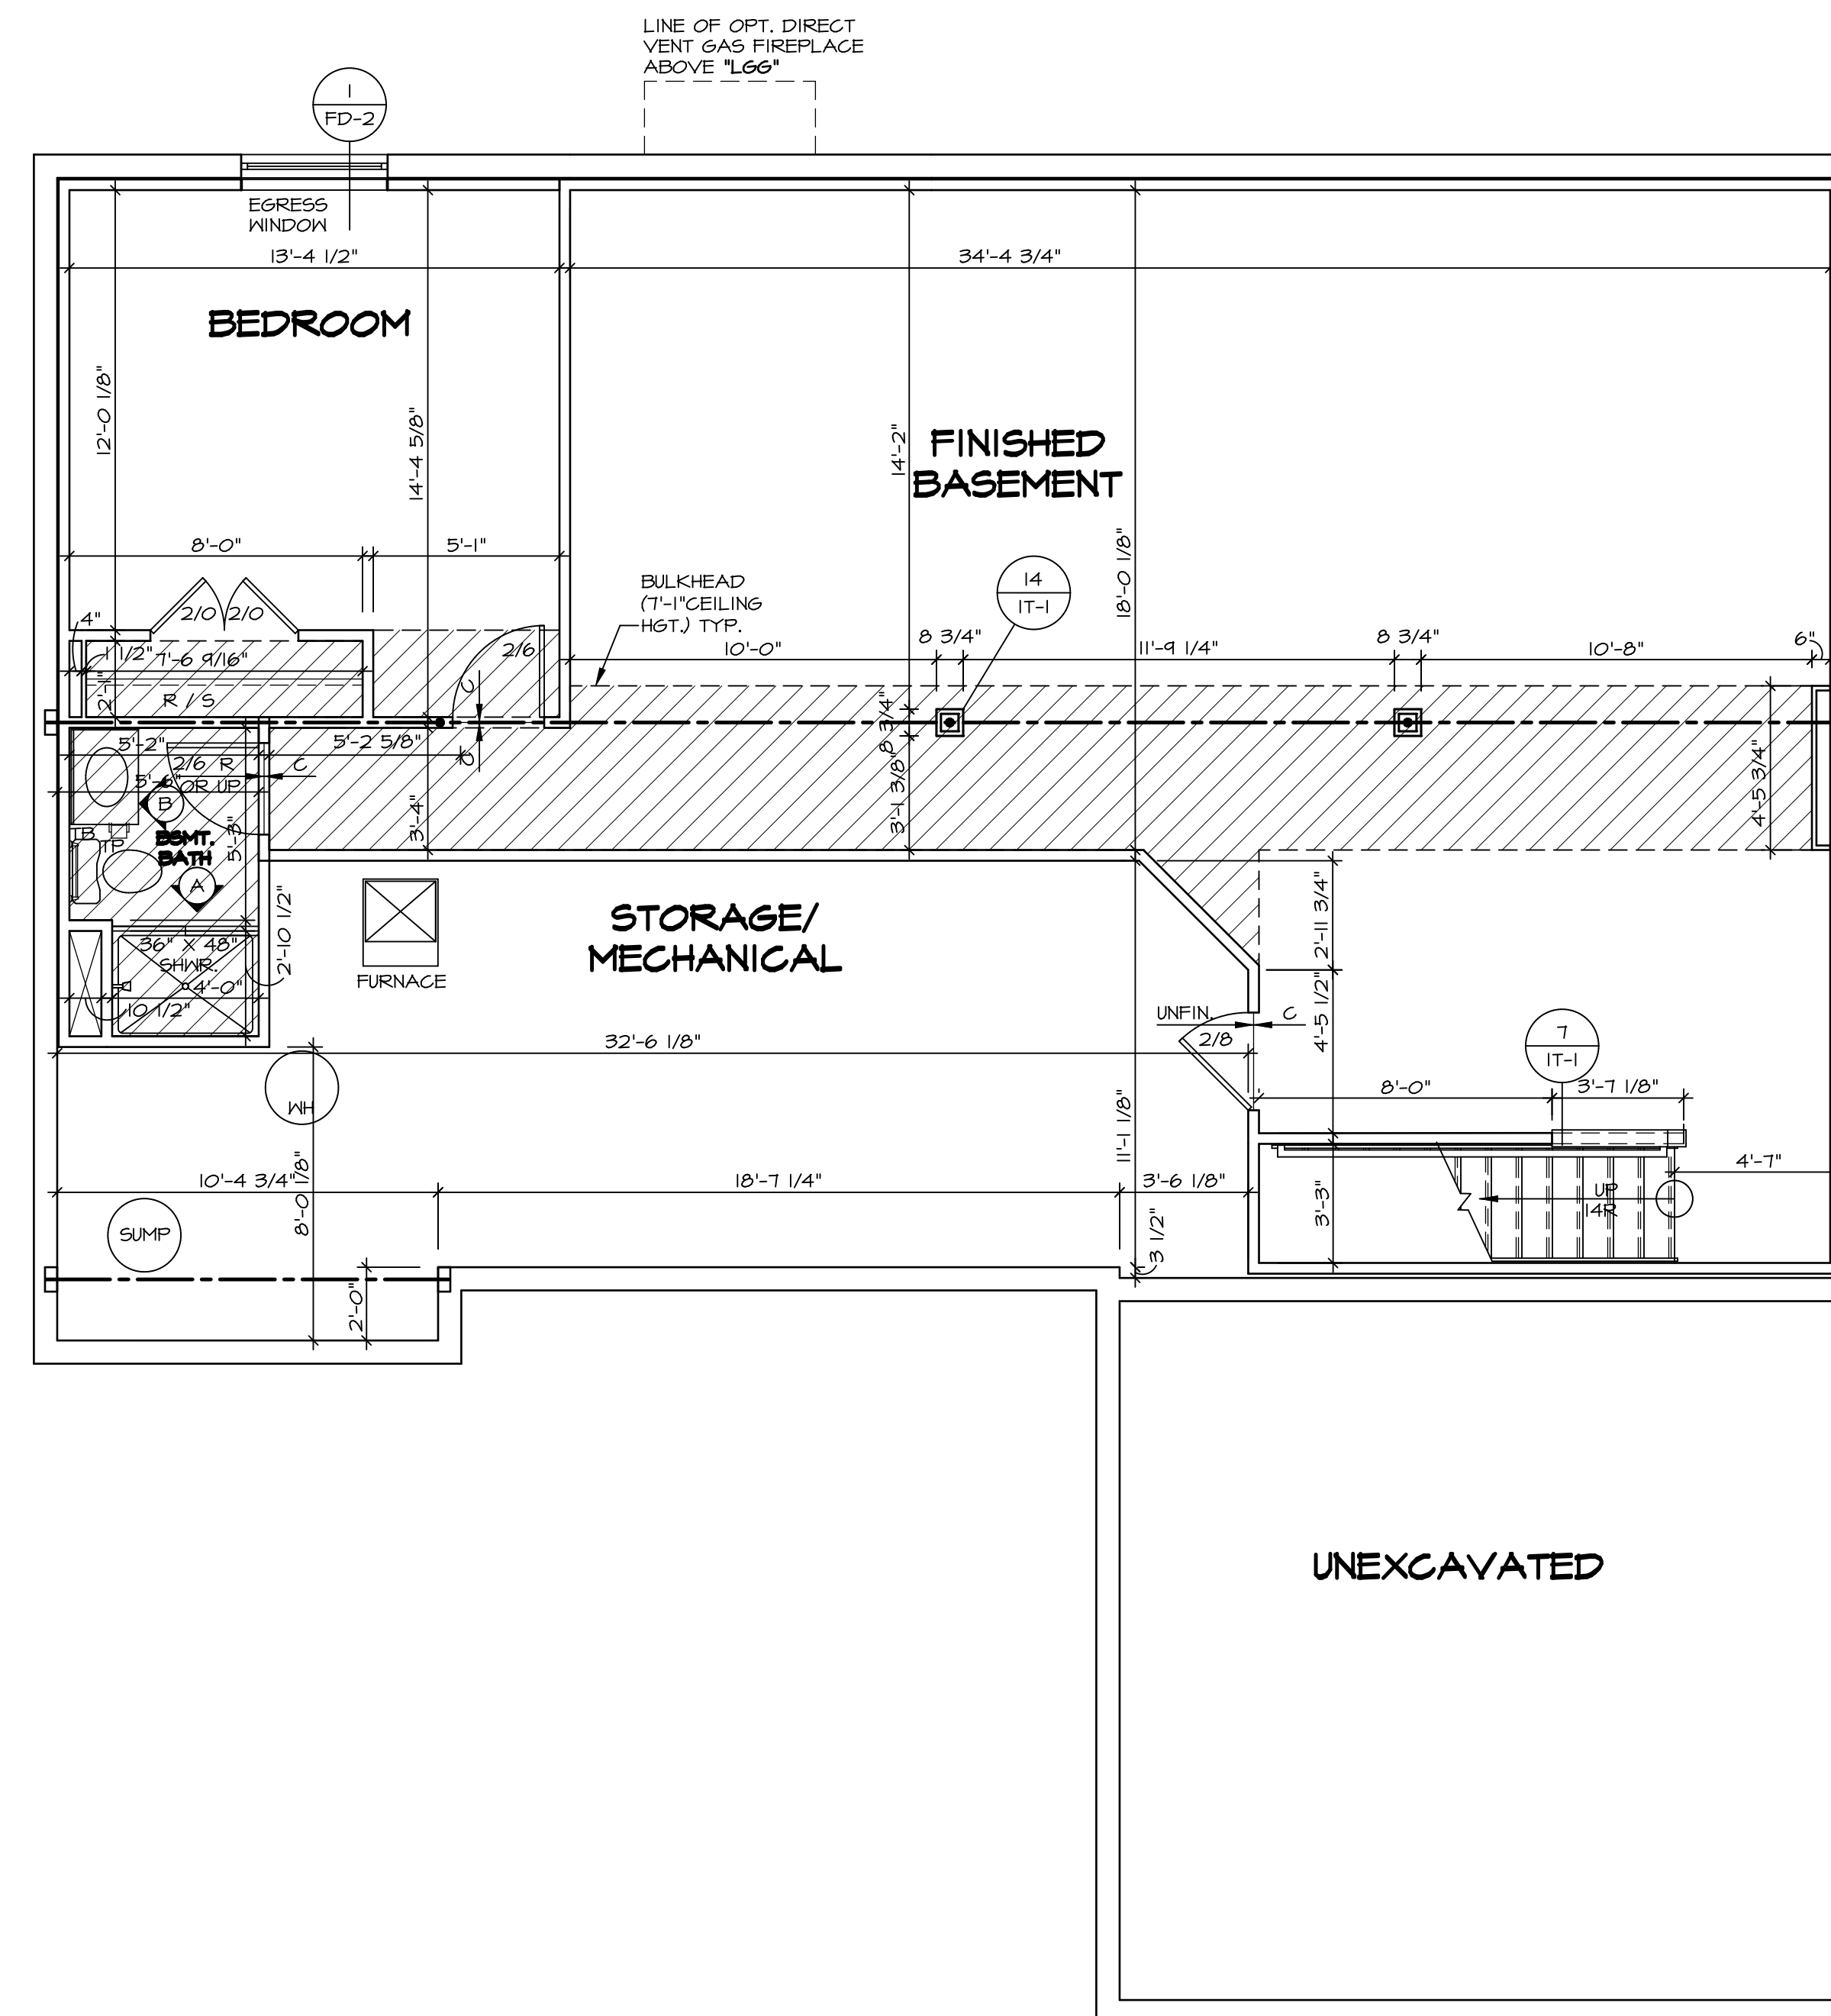 LINE OF OPT. DIRECT
VENT GAS FIREPLACE
ABOVE "LGG"
1
FD-2
EGRESS
WINDOW
13'-4 1/2"
34'-4 3/4"
BEDROOM
12'-0 1/8"
14'-4 5/8"
14'-2"
FINISHED
BASEMENT
18'-0 1/8"
8'-0"
5'-1"
BULKHEAD
(7'-1"CEILING
HGT.) TYP.
14
IT-1
4"
2/0 2/0
2/6
8 3/4"
10'-0"
11'-9 1/4"
8 3/4"
10'-8"
6"
1 1/2"
7'-6 9/16"
2'-1"
R / S
C
C
8 3/4"
5'-2"
5'-2 5/8"
2/6 R
C
5'-6"
OR UP
B
3'-4"
3'-1 3/8"
4'-5 3/4"
TB
TP
BSMT.
BATH
5'-3"
A
2'-10 1/2"
36" X 48"
SHWR.
4'-0"
10 1/2"
FURNACE
STORAGE/
MECHANICAL
2'-11 3/4"
4'-5 1/2"
UNFIN.
C
2/8
32'-6 1/8"
7
IT-1
WH
8'-0"
3'-7 1/8"
11'-1 1/8"
10'-4 3/4"
8'-0 1/8"
18'-7 1/4"
3'-6 1/8"
4'-7"
3'-3"
UP
14R
SUMP
3 1/2"
2'-0"
UNEXCAVATED